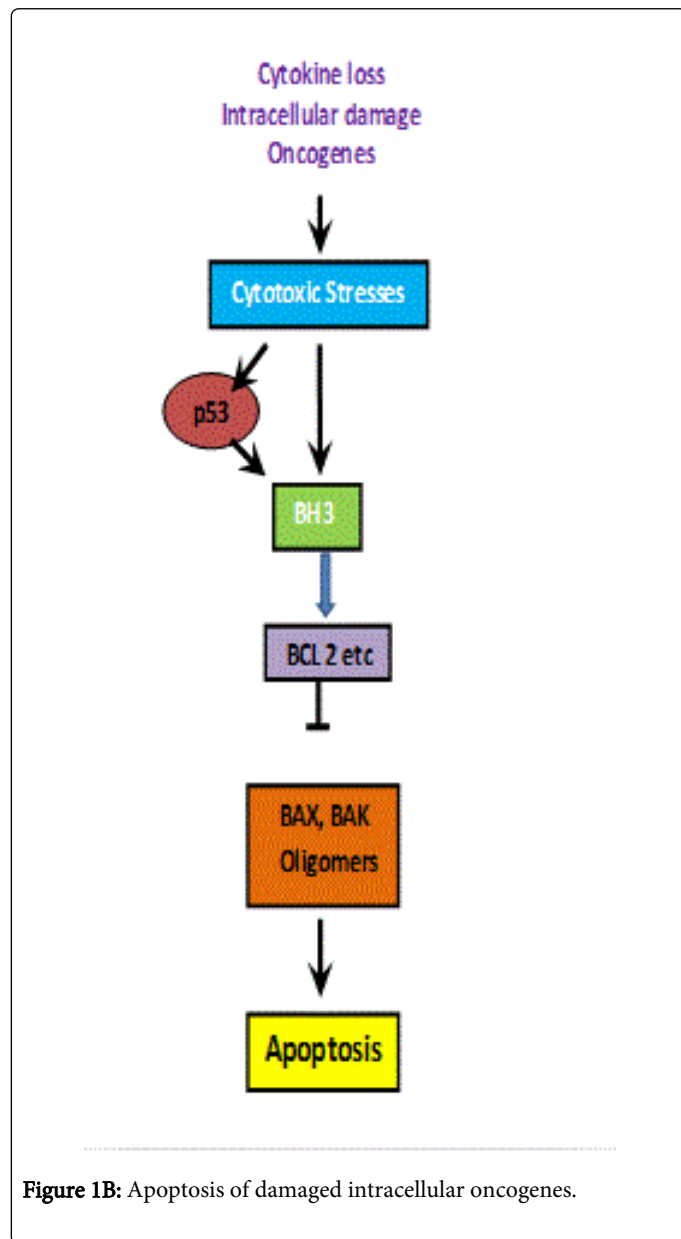 Cytokine loss
Intracellular damage
Oncogenes
Cytotoxic Stresses
p53
BH3
BCL 2 etc
BAX, BAK
Oligomers
Apoptosis
Figure 1B: Apoptosis of damaged intracellular oncogenes.